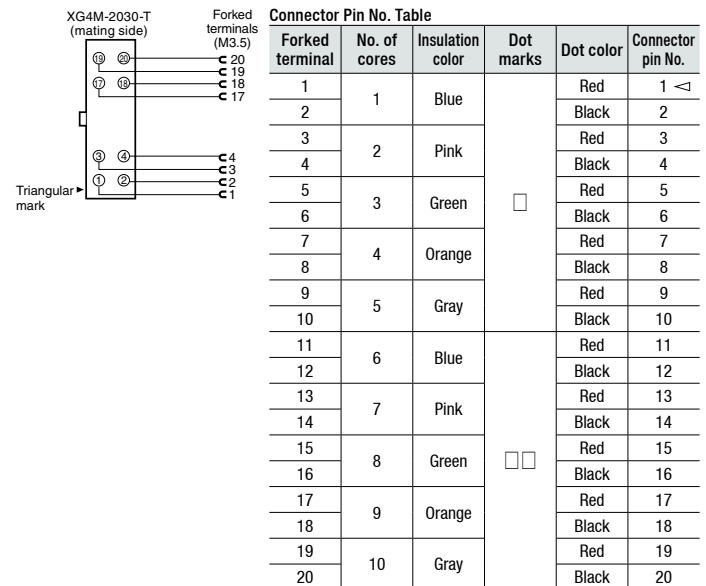 XG4M-2030-T
(mating side)
Forked
terminals
(M3.5)
19 20
20
19
17 18
18
17
3 4
4
3
1 2
2
1
Triangular
mark
Connector Pin No. Table
Forked terminal No. of cores Insulation color Dot marks Dot color Connector pin No.
1 1 Blue □ Red 1
2 Black 2
3 2 Pink Red 3
4 Black 4
5 3 Green Red 5
6 Black 6
7 4 Orange Red 7
8 Black 8
9 5 Gray Red 9
10 Black 10
11 6 Blue □□ Red 11
12 Black 12
13 7 Pink Red 13
14 Black 14
15 8 Green Red 15
16 Black 16
17 9 Orange Red 17
18 Black 18
19 10 Gray Red 19
20 Black 20